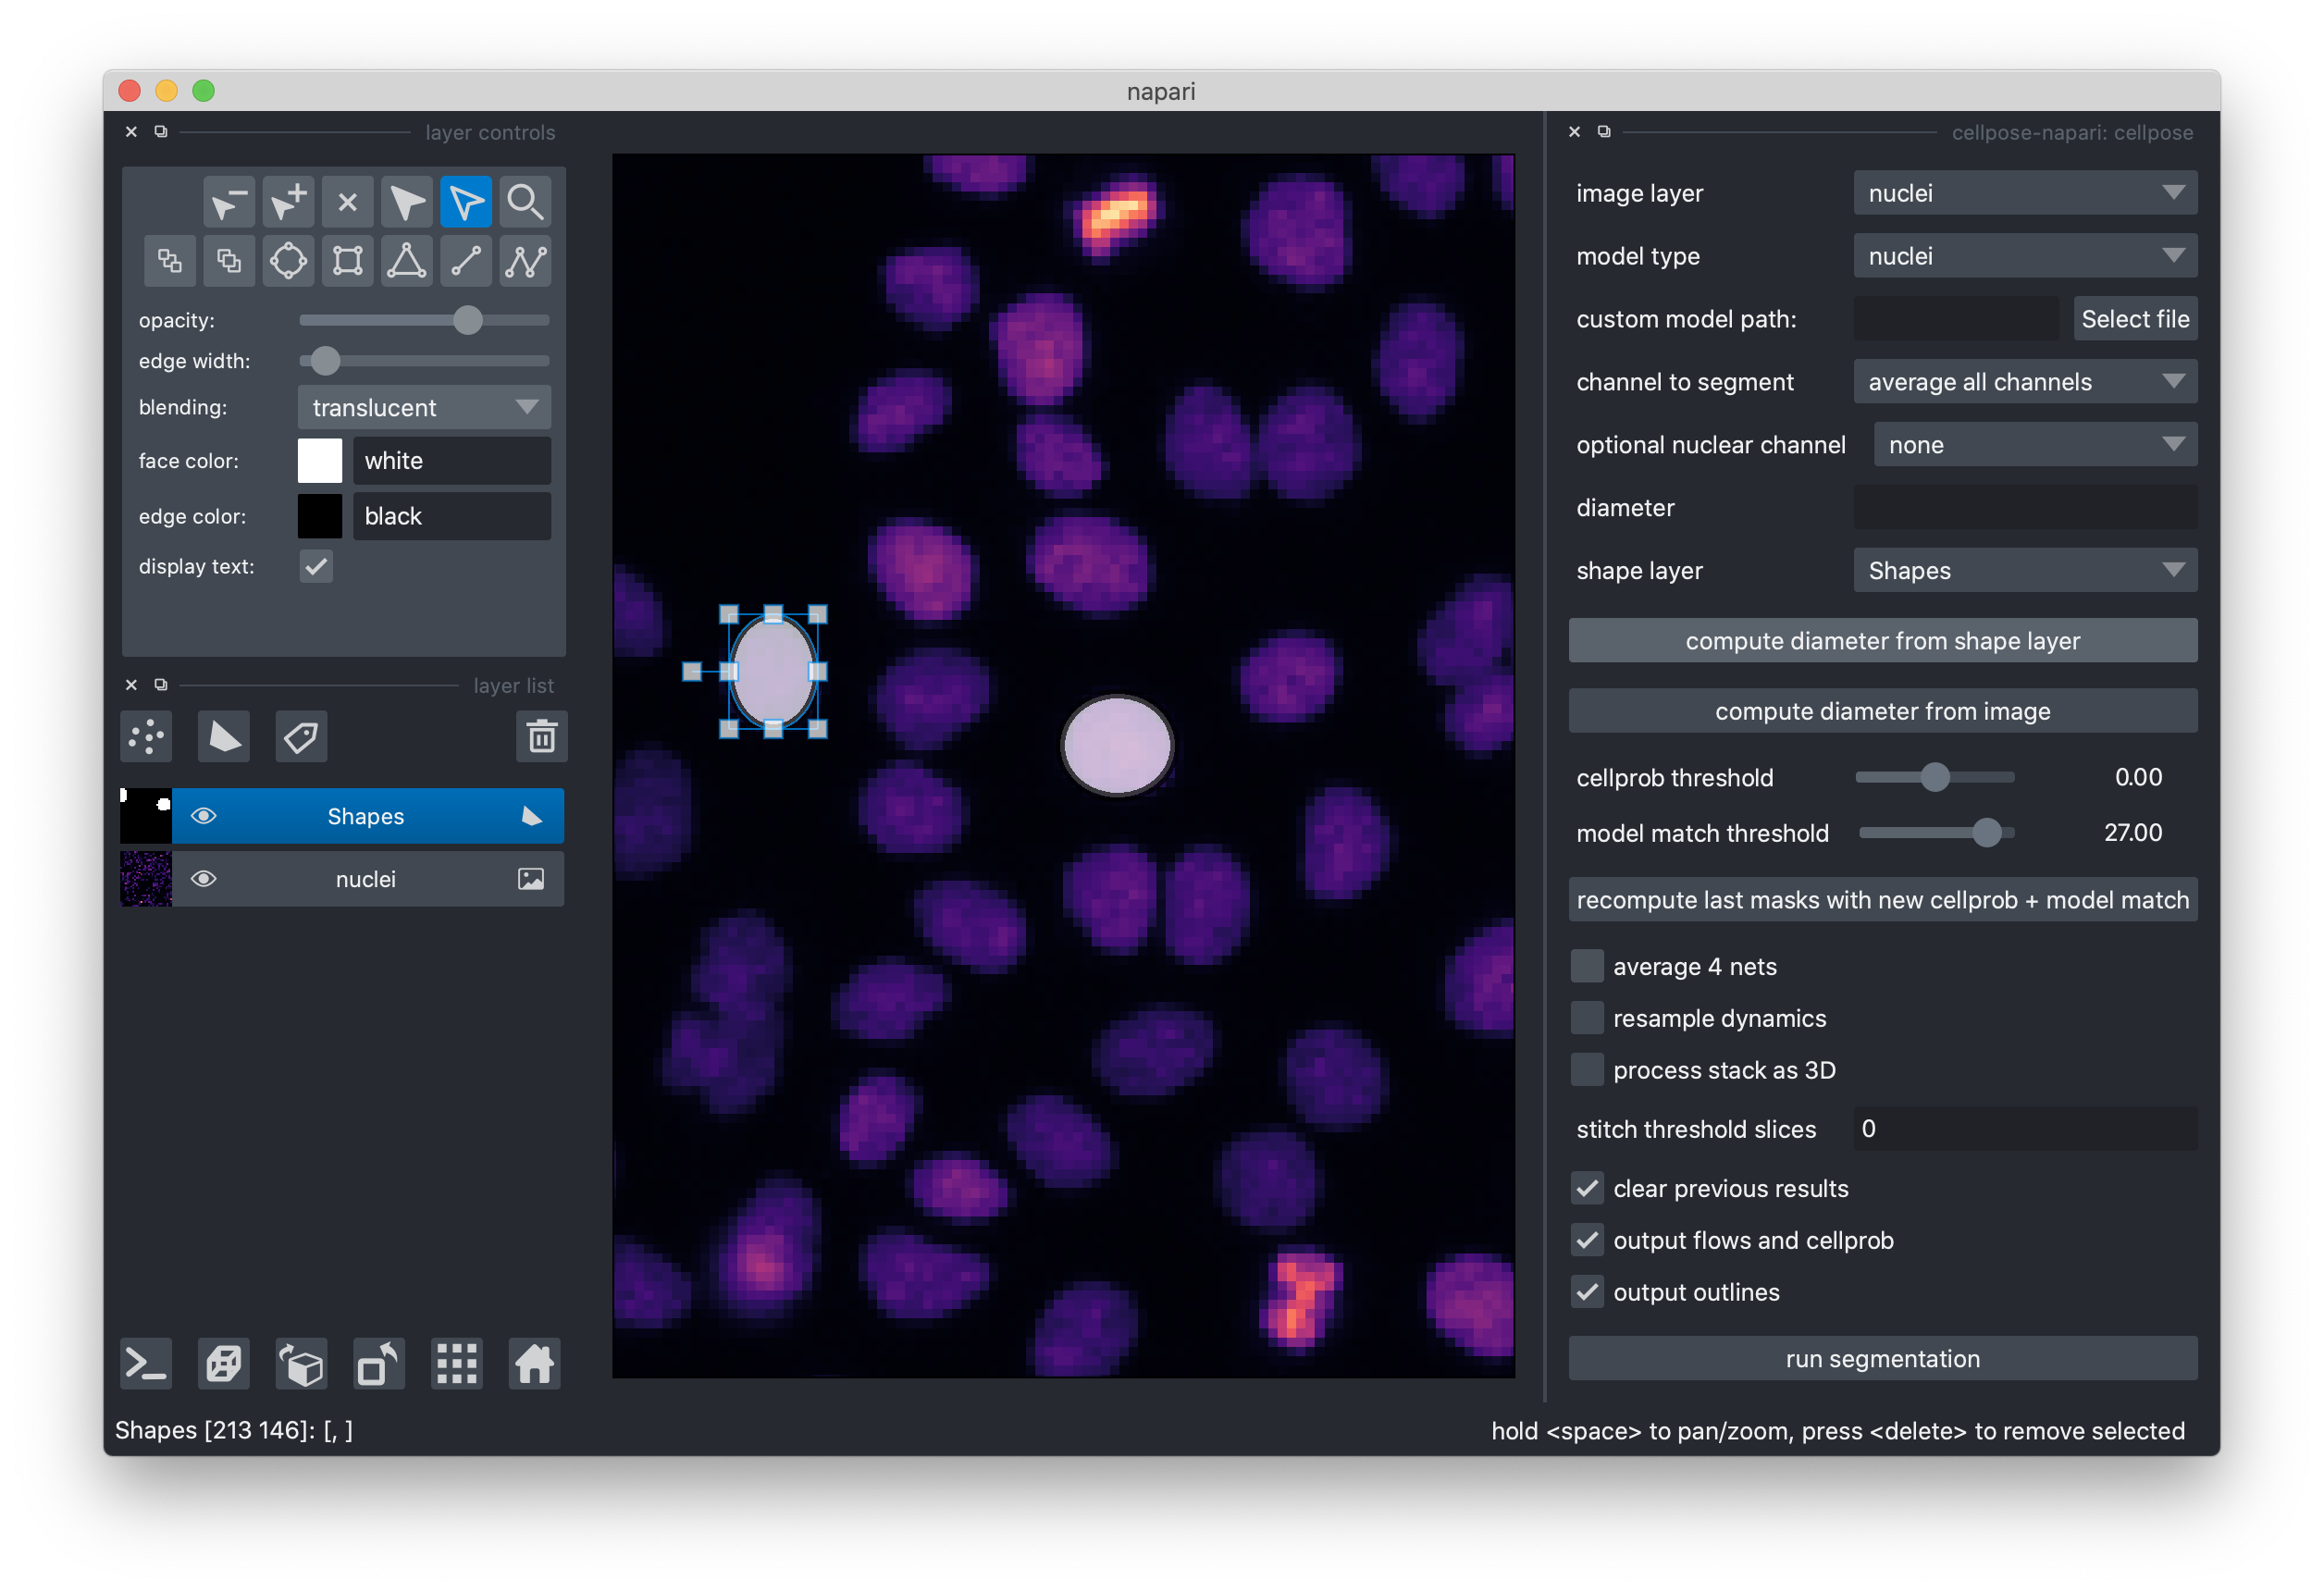 napari
layer controls
opacity:
edge width:
blending: translucent
face color: white
edge color: black
display text:
layer list
Shapes
nuclei
cellpose-napari: cellpose
image layer nuclei
model type nuclei
custom model path: Select file
channel to segment average all channels
optional nuclear channel none
diameter
shape layer Shapes
compute diameter from shape layer
compute diameter from image
cellprob threshold 0.00
model match threshold 27.00
recompute last masks with new cellprob + model match
average 4 nets
resample dynamics
process stack as 3D
stitch threshold slices 0
clear previous results
output flows and cellprob
output outlines
run segmentation
Shapes [213 146]: [, ]
hold <space> to pan/zoom, press <delete> to remove selected